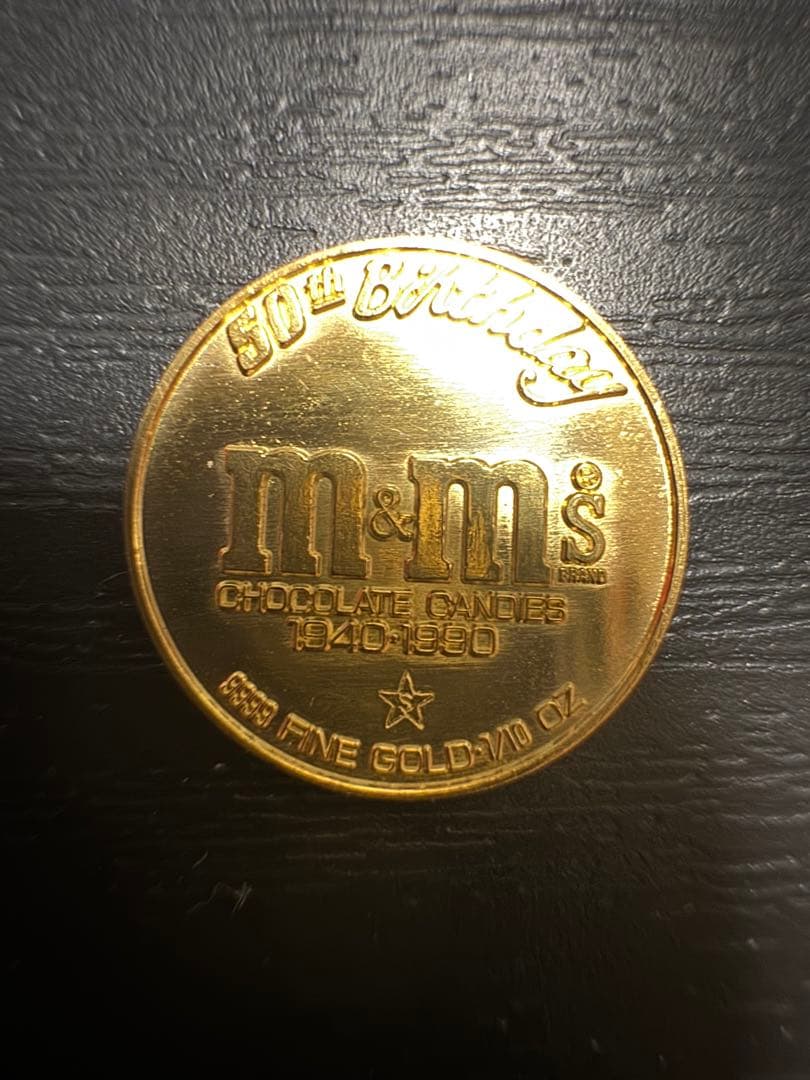 50th Birthday
m&m's®
BRAND
CHOCOLATE CANDIES
1940·1990
S
9999 FINE GOLD·1/10 OZ